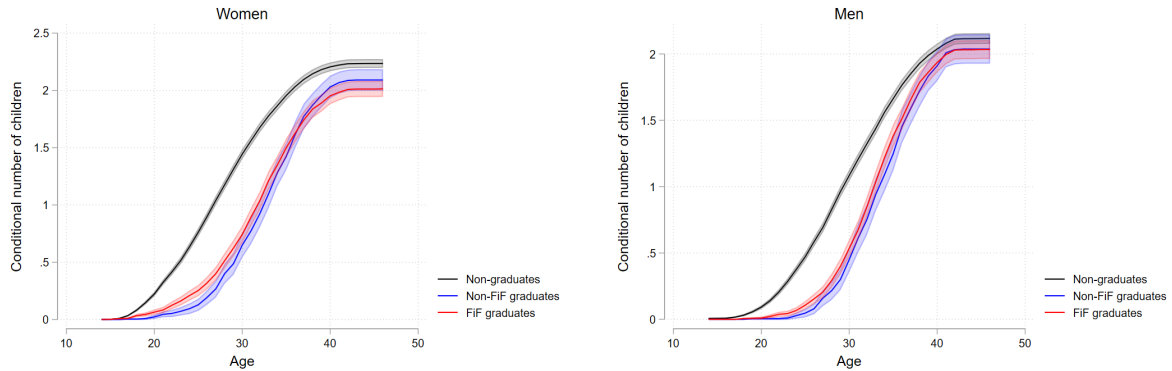 Women
Conditional number of children
2.5
2
1.5
1
.5
0
10 20 30 40 50
Age
Non-graduates
Non-FiF graduates
FiF graduates
Men
Conditional number of children
2
1.5
1
.5
0
10 20 30 40 50
Age
Non-graduates
Non-FiF graduates
FiF graduates